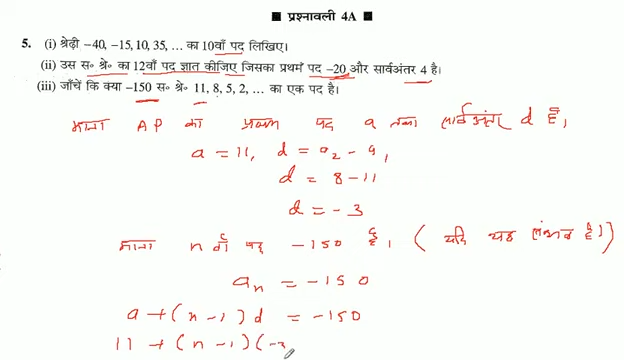 ■ प्रश्नावली 4A ■
5. (i) श्रेढ़ी –40, –15, 10, 35, ... का 10वाँ पद लिखिए।
(ii) उस स० श्रे० का 12वाँ पद ज्ञात कीजिए जिसका प्रथम पद –20 और सार्वअंतर 4 है।
(iii) जाँचें कि क्या –150 स० श्रे० 11, 8, 5, 2, ... का एक पद है।
माना AP का प्रथम पद a तथा सार्वअंतर d है।
a = 11, d = a₂ – a₁
d = 8 – 11
d = – 3
माना n वाँ पद –150 है। (यदि यह संभव है।)
aₙ = –150
a + (n – 1) d = –150
11 + (n – 1) (–3